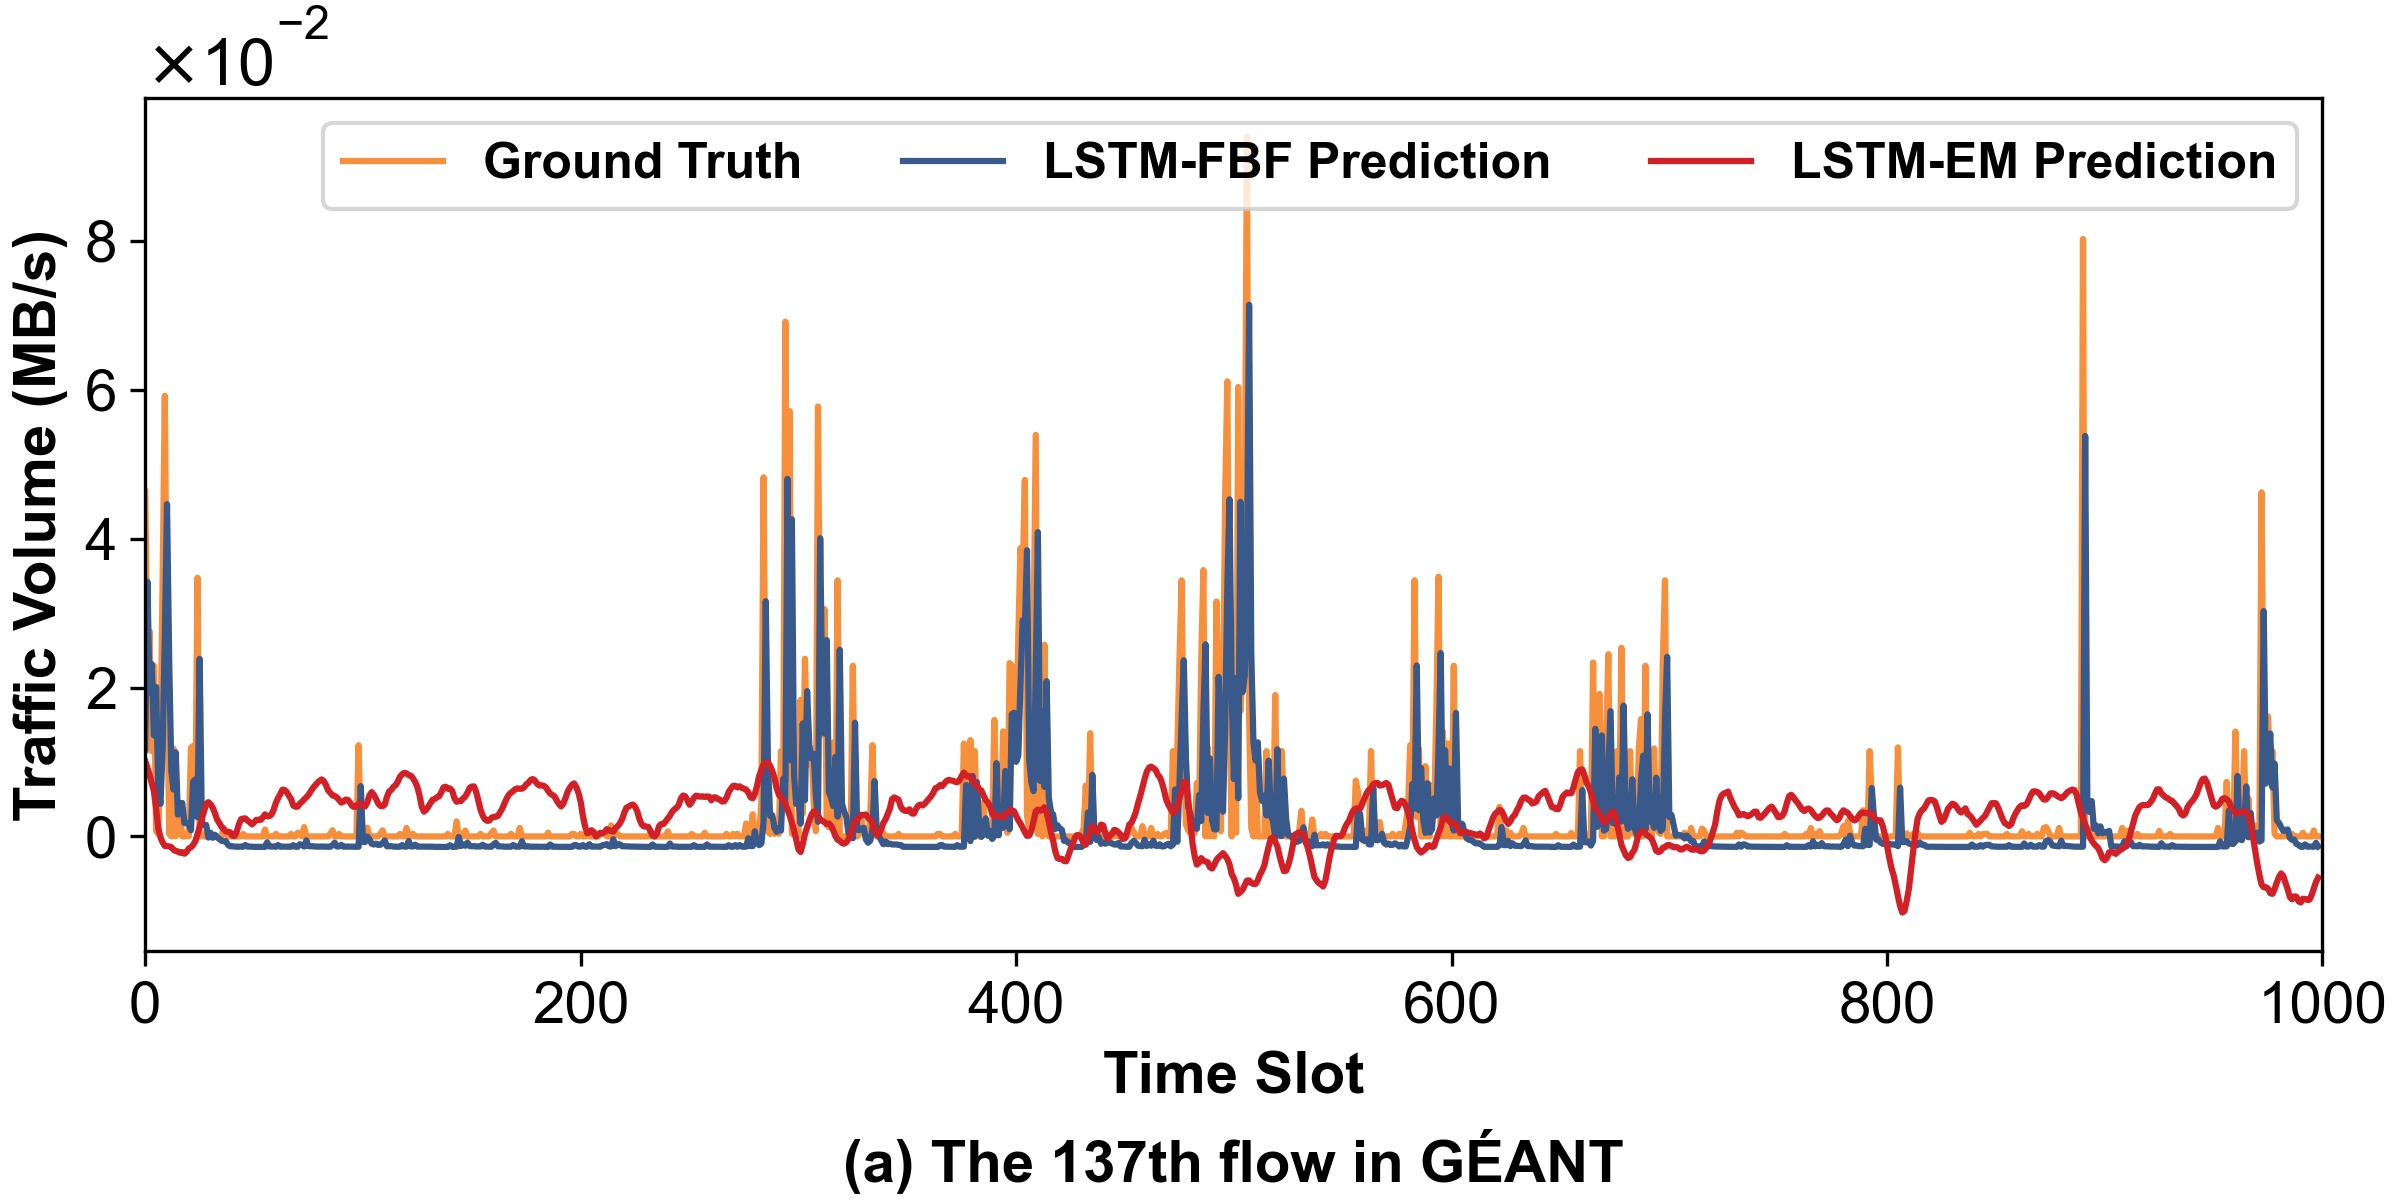 ×10⁻²
Ground Truth LSTM-FBF Prediction LSTM-EM Prediction
Traffic Volume (MB/s)
8
6
4
2
0
0 200 400 600 800 1000
Time Slot
(a) The 137th flow in GÉANT